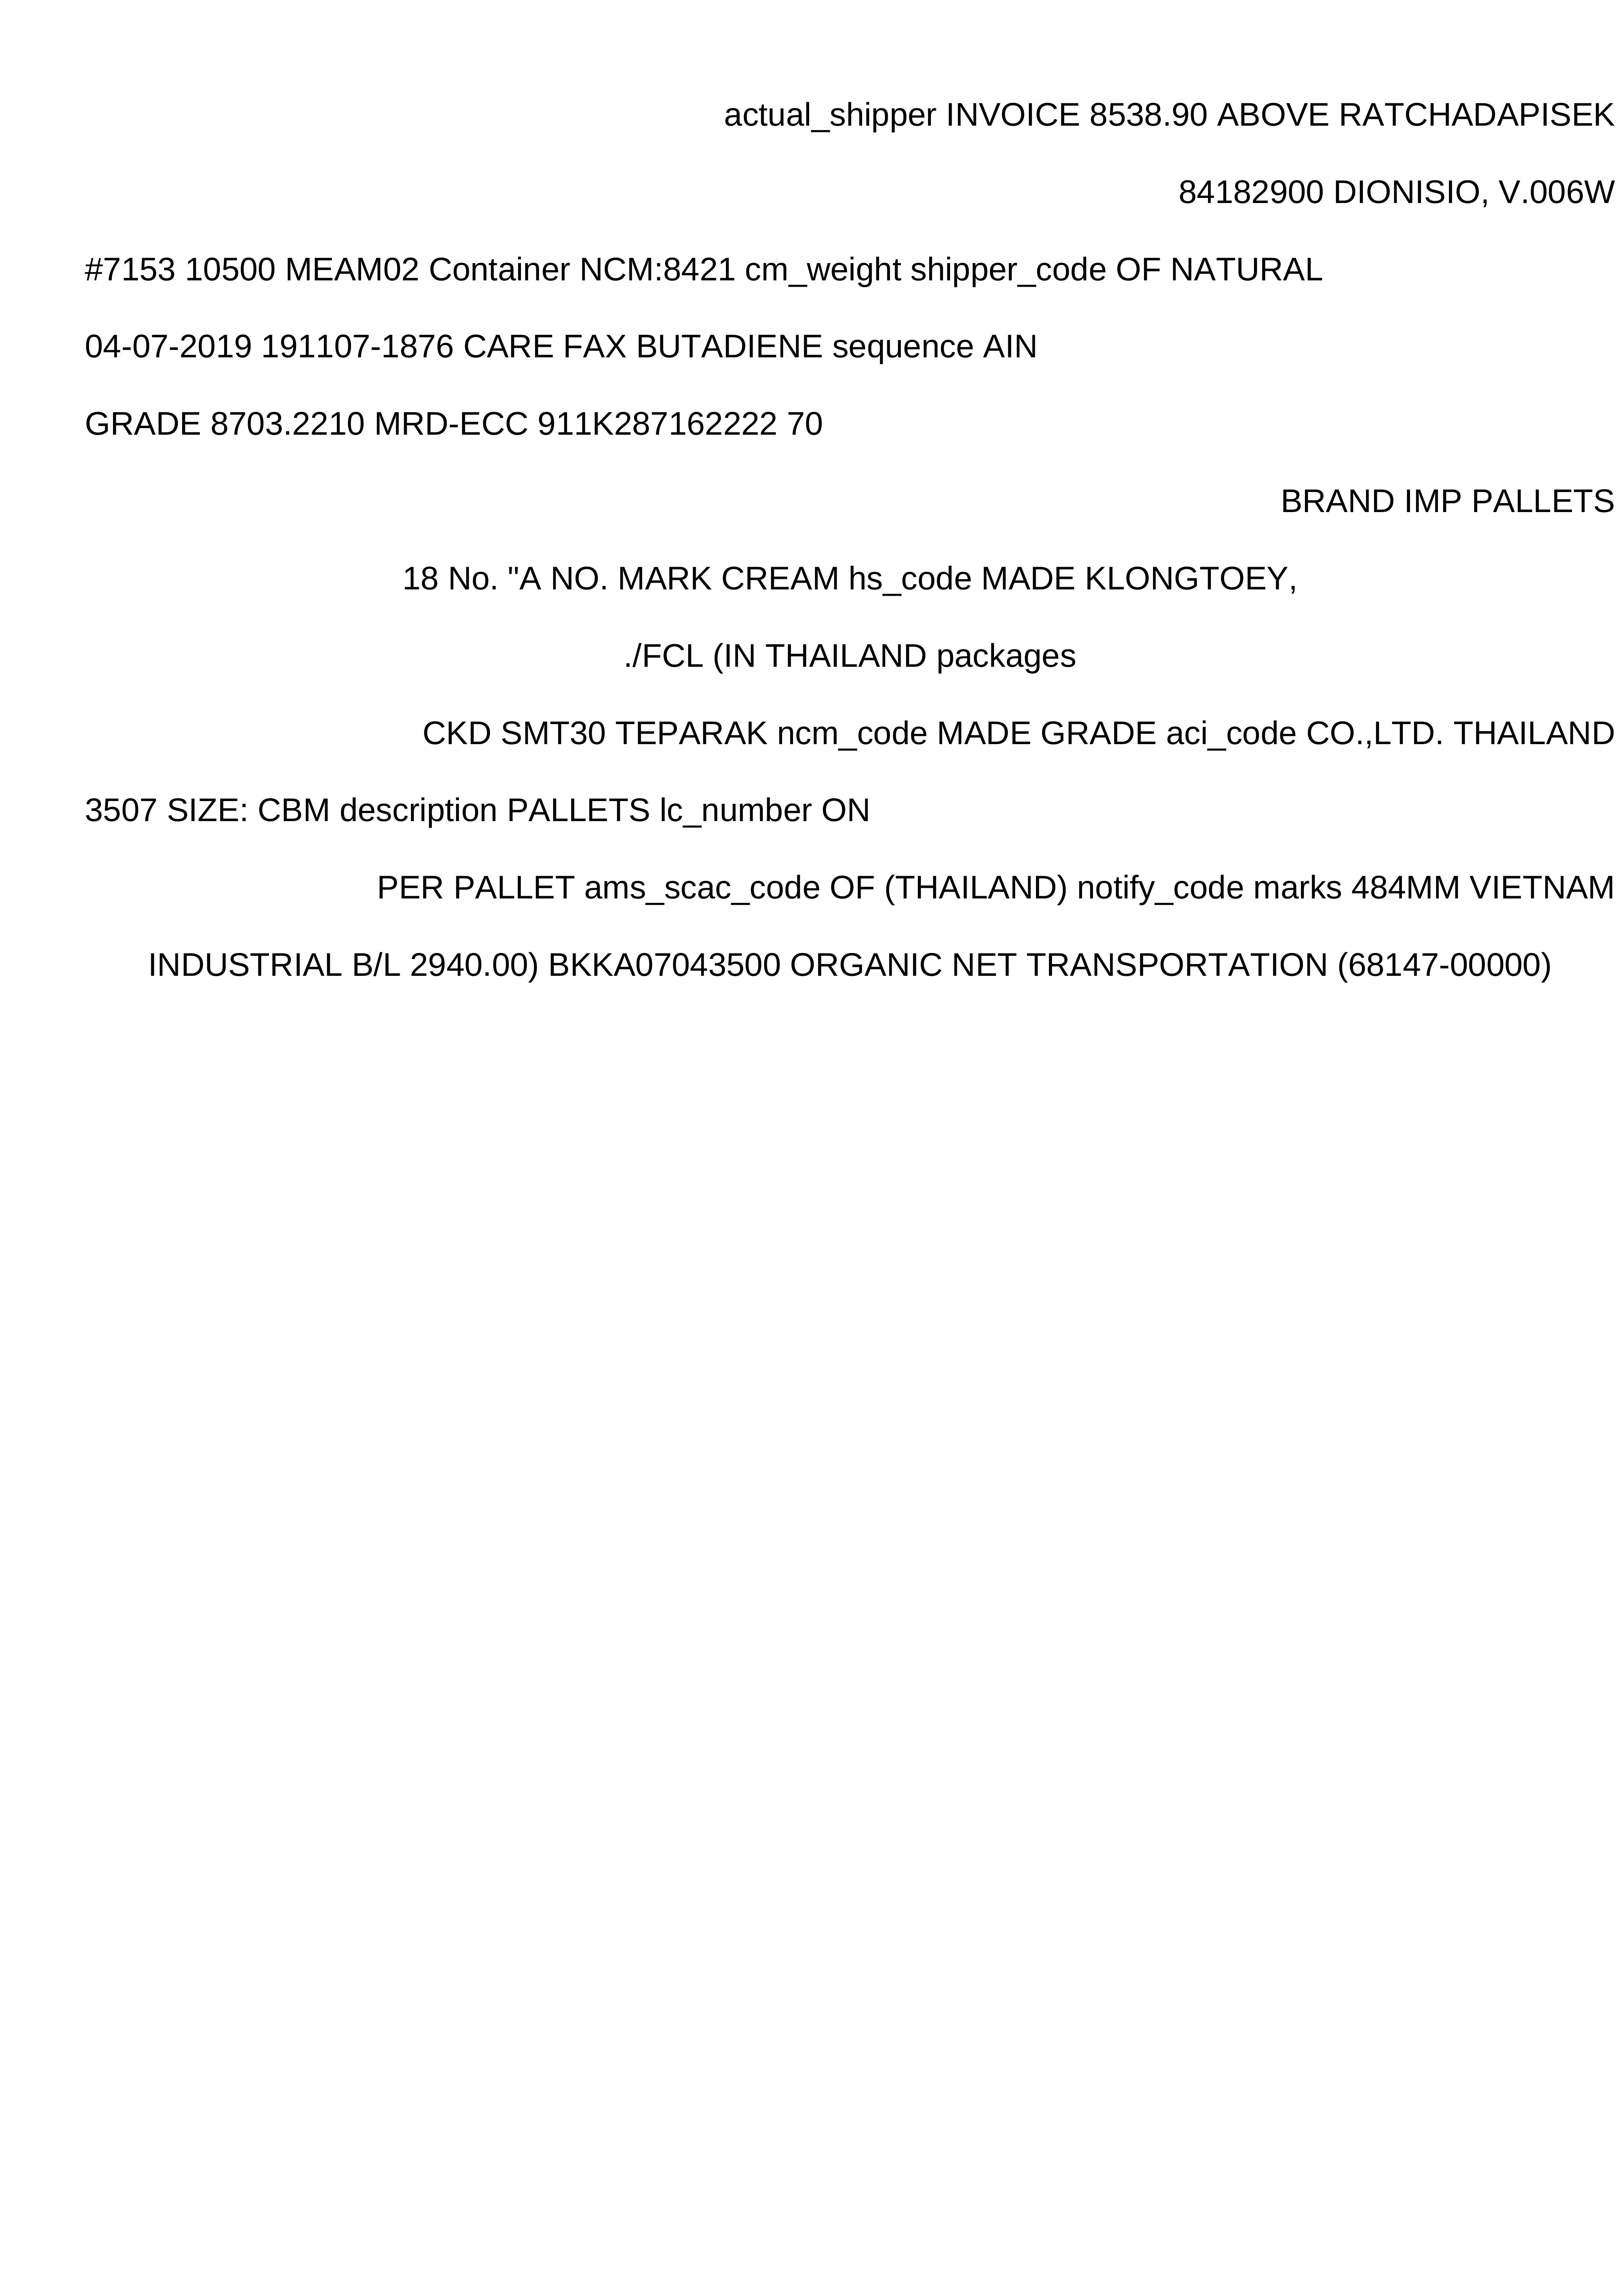 actual_shipper INVOICE 8538.90 ABOVE RATCHADAPISEK
84182900 DIONISIO, V.006W
#7153 10500 MEAM02 Container NCM:8421 cm_weight shipper_code OF NATURAL
04-07-2019 191107-1876 CARE FAX BUTADIENE sequence AIN
GRADE 8703.2210 MRD-ECC 911K287162222 70
BRAND IMP PALLETS
18 No. "A NO. MARK CREAM hs_code MADE KLONGTOEY,
./FCL (IN THAILAND packages
CKD SMT30 TEPARAK ncm_code MADE GRADE aci_code CO.,LTD. THAILAND
3507 SIZE: CBM description PALLETS lc_number ON
PER PALLET ams_scac_code OF (THAILAND) notify_code marks 484MM VIETNAM
INDUSTRIAL B/L 2940.00) BKKA07043500 ORGANIC NET TRANSPORTATION (68147-00000)